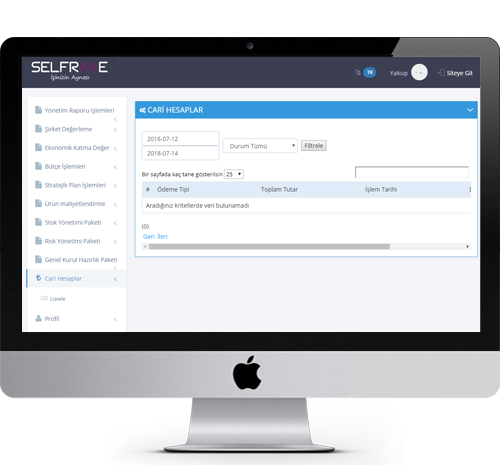 SELFRME
İşinizin Aynası
TR
Yakup
Siteye Git
Yönetim Raporu İşlemleri
Şirket Değerleme
Ekonomik Katma Değer
Bütçe İşlemleri
Stratejik Plan İşlemleri
Ürün maliyetlendirme
Stok Yönetimi Paketi
Risk Yönetimi Paketi
Genel Kurul Hazırlık Paketi
₺ Cari Hesaplar
Listele
Profil
CARİ HESAPLAR
2016-07-12
2018-07-14
Durum Tümü
Filtrele
Bir sayfada kaç tane gösterilsin 25
# Ödeme Tipi Toplam Tutar İşlem Tarihi
Aradığınız kriterllerde veri bulunamadı
(0)
Geri İleri